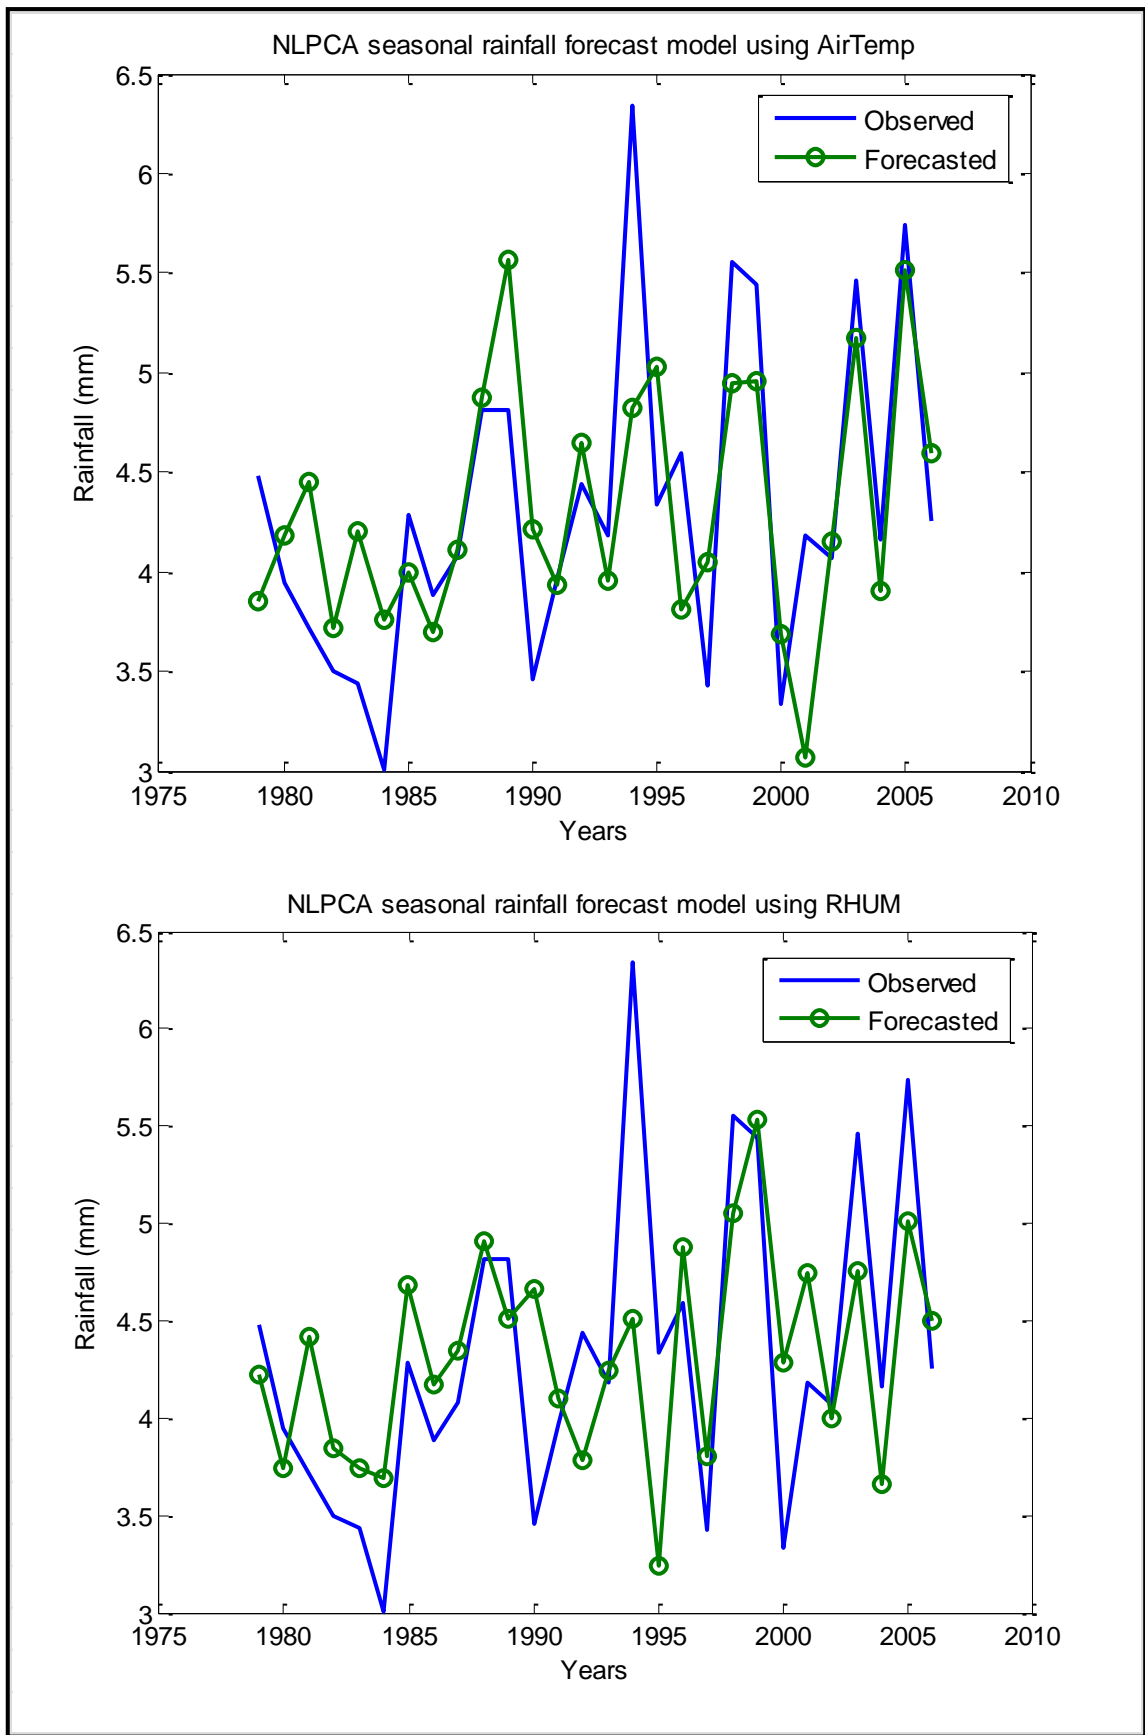 NLPCA seasonal rainfall forecast model using AirTemp
6.5
Observed
Forecasted
6
5.5
5
4.5
4
3.5
3
Rainfall (mm)
1975 1980 1985 1990 1995 2000 2005 2010
Years
NLPCA seasonal rainfall forecast model using RHUM
6.5
Observed
Forecasted
6
5.5
5
4.5
4
3.5
3
Rainfall (mm)
1975 1980 1985 1990 1995 2000 2005 2010
Years